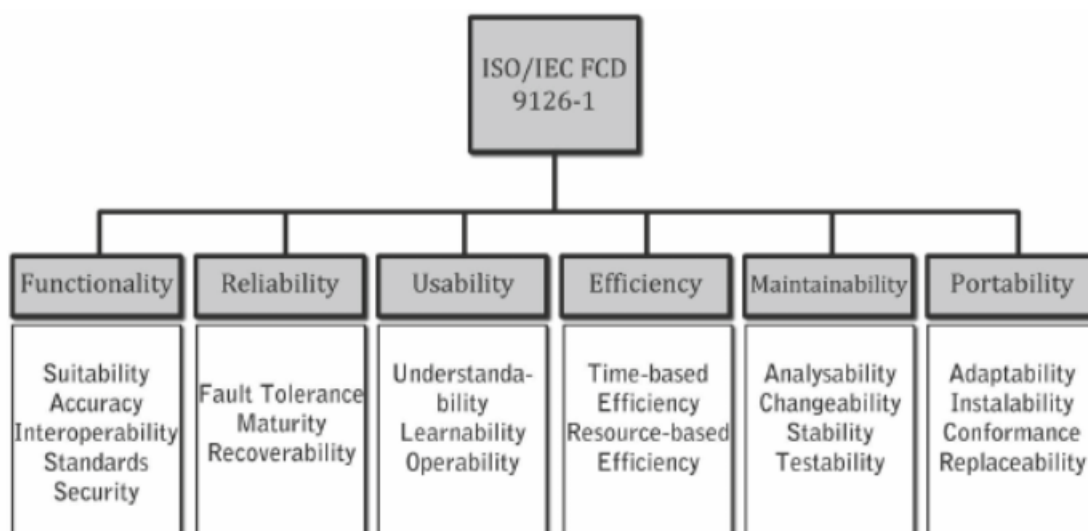 ISO/IEC FCD
9126-1
Functionality
Reliability
Usability
Efficiency
Maintainability
Portability
Suitability
Accuracy
Interoperability
Standards
Security
Fault Tolerance
Maturity
Recoverability
Understanda-
bility
Learnability
Operability
Time-based
Efficiency
Resource-based
Efficiency
Analysability
Changeability
Stability
Testability
Adaptability
Instalability
Conformance
Replaceability